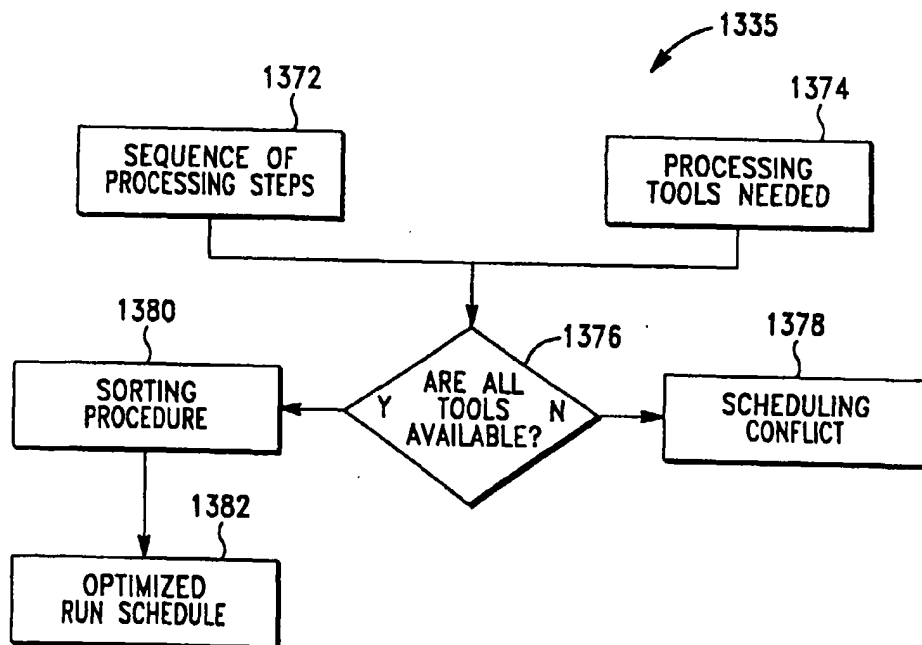 1335
1372
SEQUENCE OF
PROCESSING STEPS
1374
PROCESSING
TOOLS NEEDED
1376
ARE ALL
Y TOOLS N
AVAILABLE?
1380
SORTING
PROCEDURE
1378
SCHEDULING
CONFLICT
1382
OPTIMIZED
RUN SCHEDULE